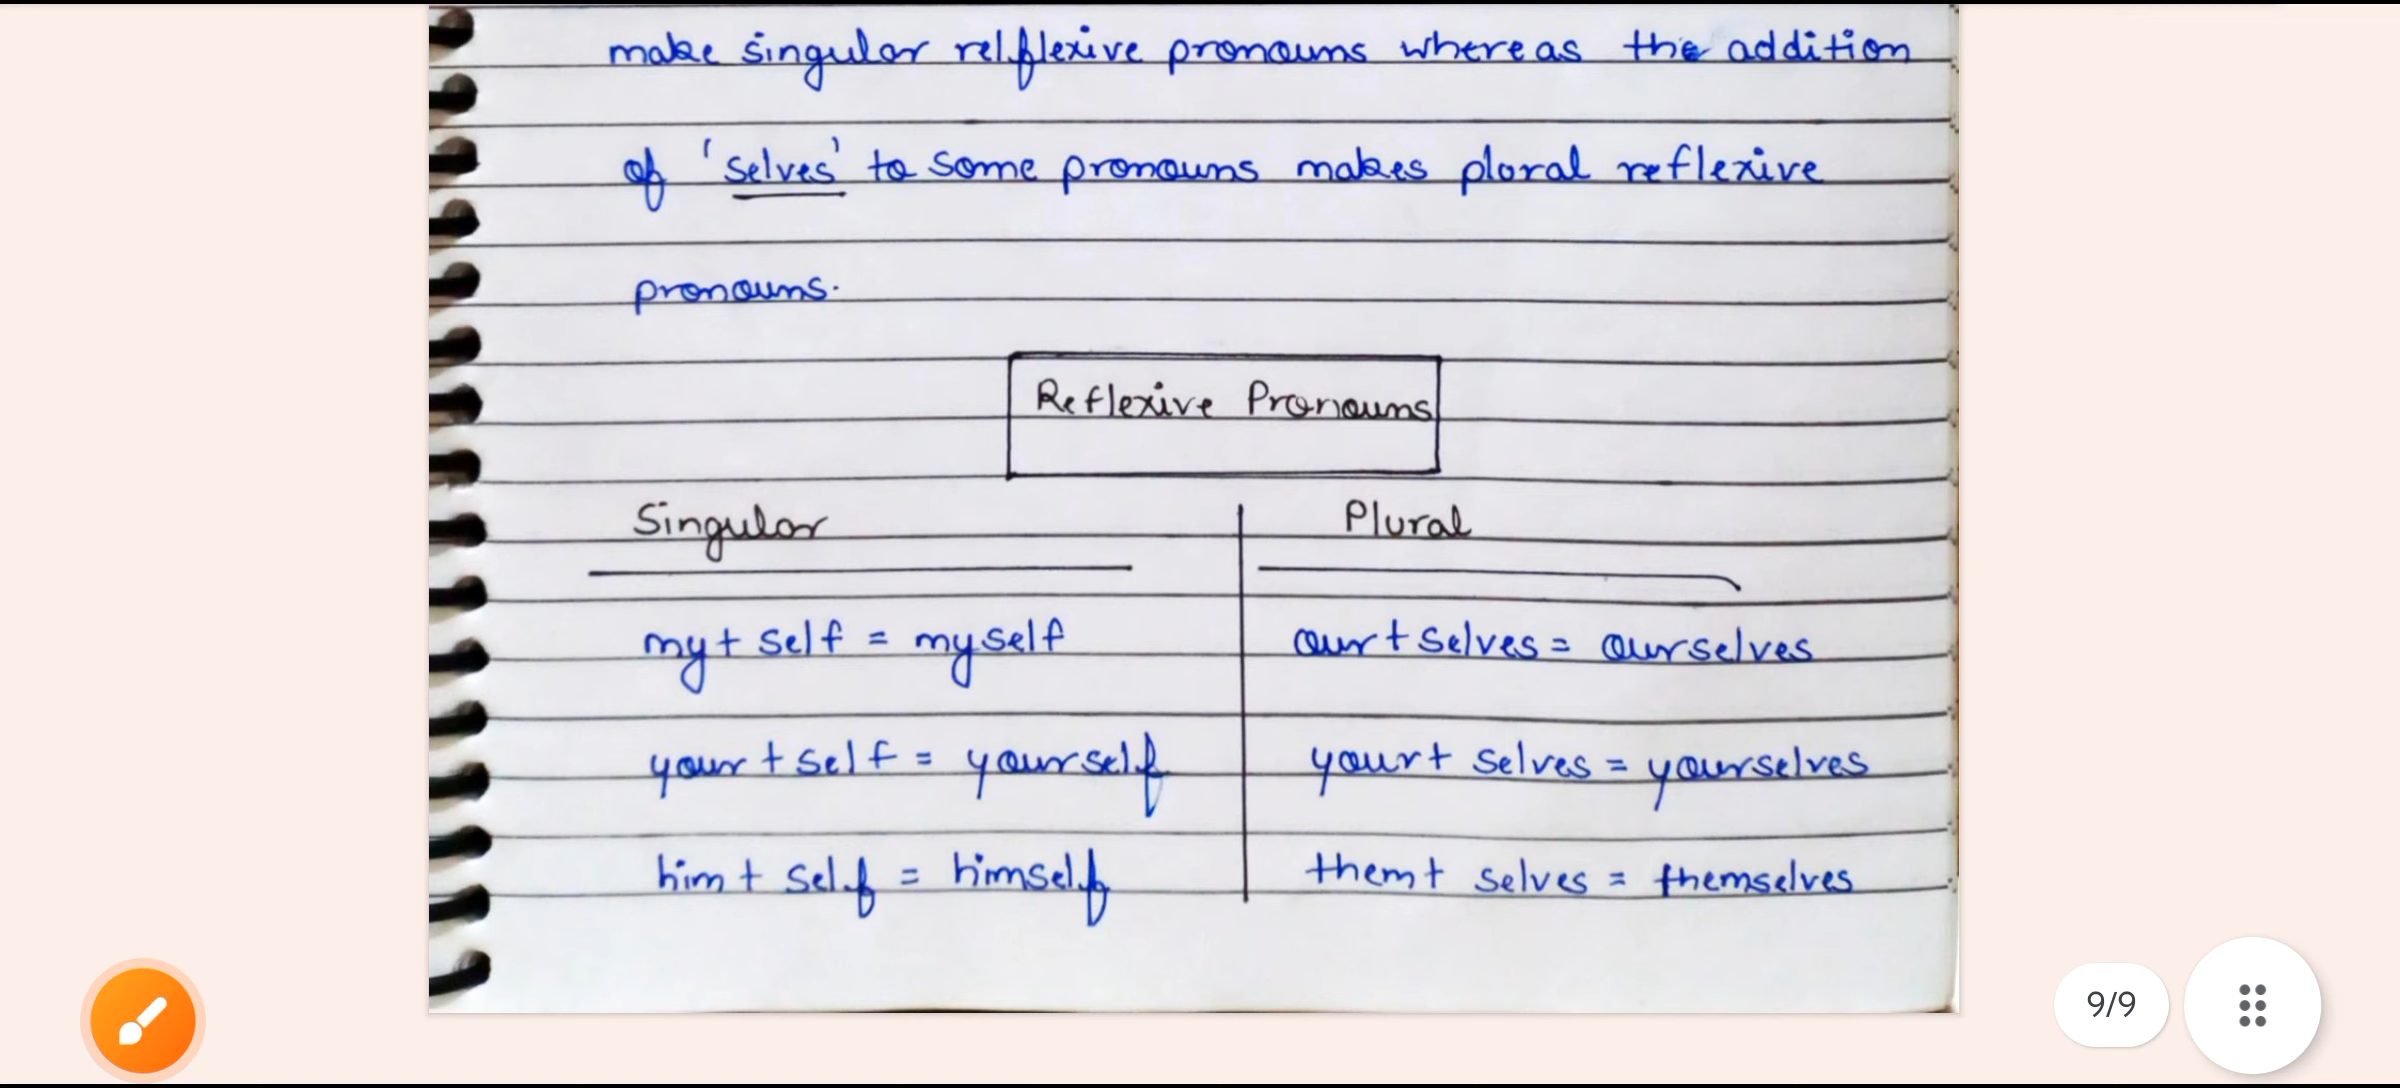 make singular relflexive pronouns whereas the addition
of 'selves' to some pronouns makes ploral reflexive
pronouns.
Reflexive Pronouns
Singular Plural
my + self = myself our + selves = ourselves
your + self = yourself your + selves = yourselves
him + self = himself them + selves = themselves
9/9